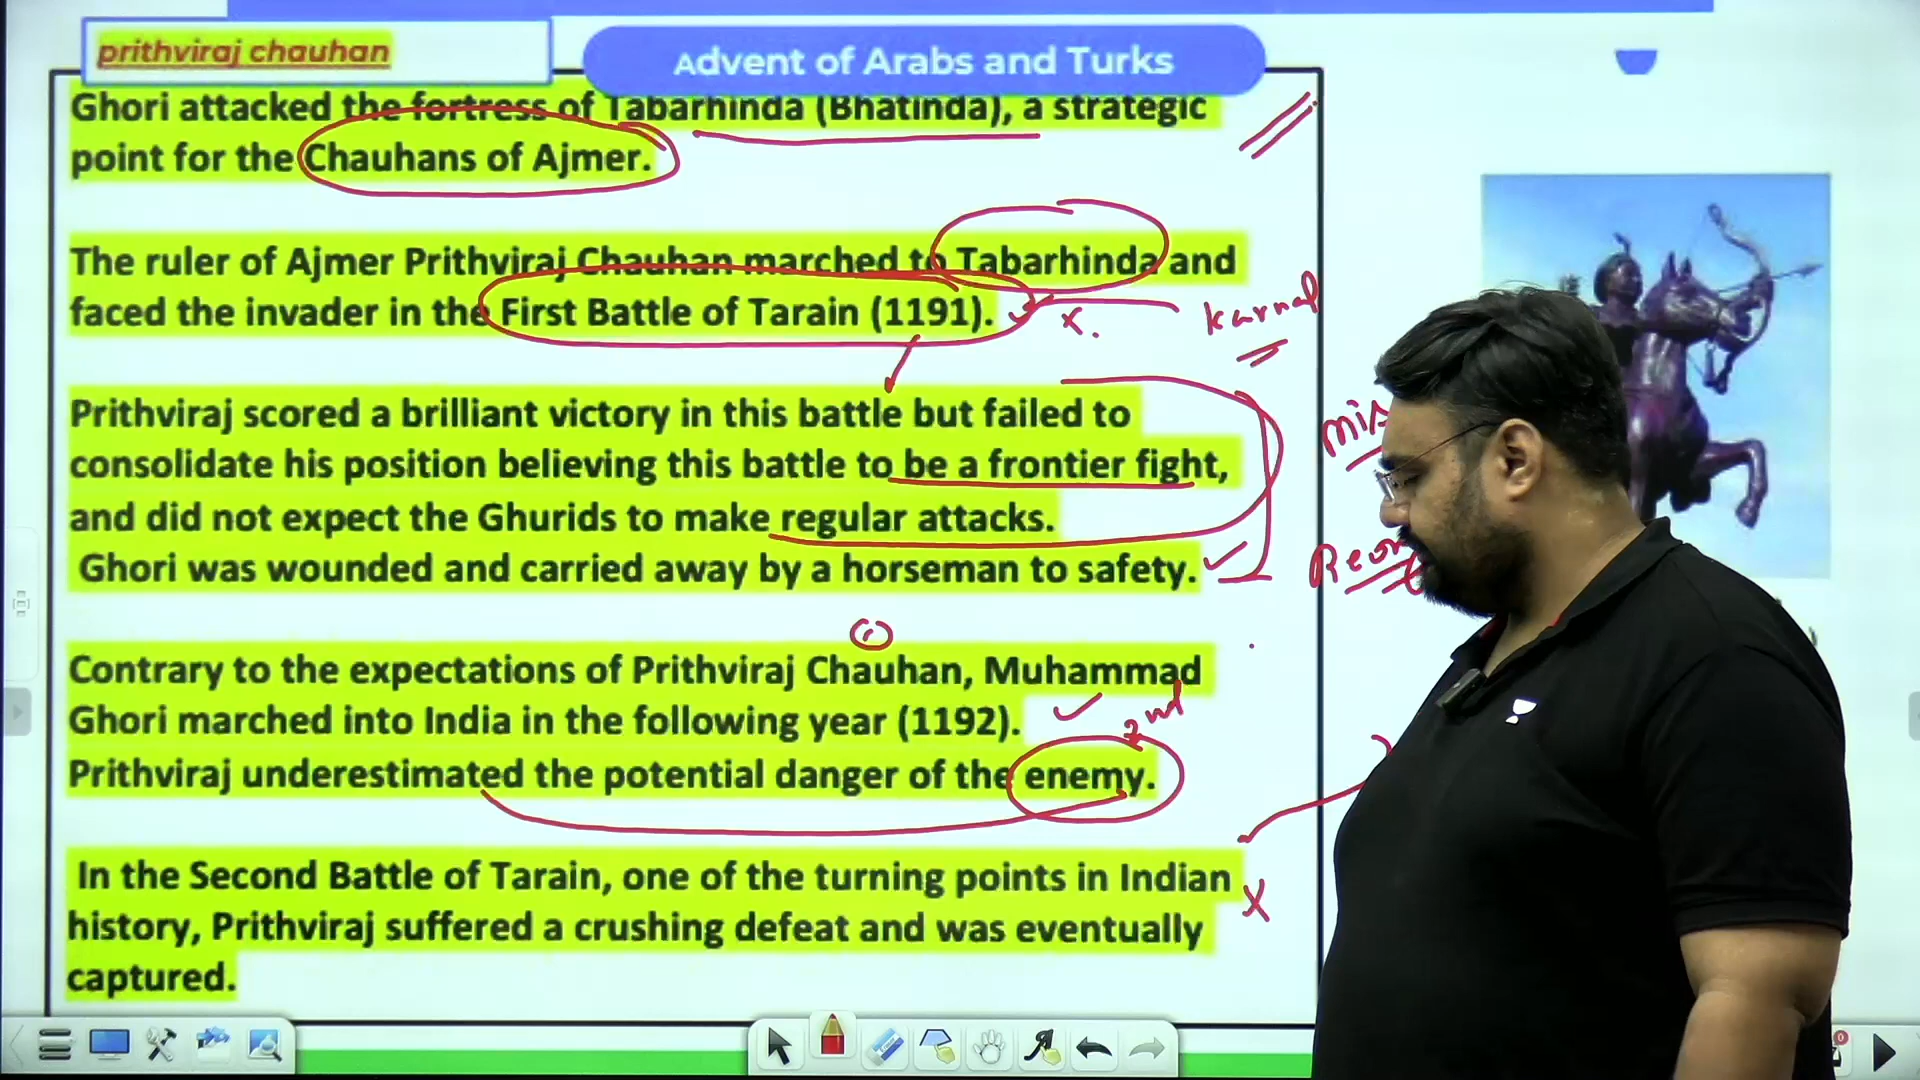 prithviraj chauhan
Advent of Arabs and Turks
Ghori attacked the fortress of Tabarhinda (Bhatinda), a strategic
point for the Chauhans of Ajmer.
The ruler of Ajmer Prithviraj Chauhan marched to Tabarhinda and
faced the invader in the First Battle of Tarain (1191).
x.
Karnal
Prithviraj scored a brilliant victory in this battle but failed to
consolidate his position believing this battle to be a frontier fight,
and did not expect the Ghurids to make regular attacks.
Ghori was wounded and carried away by a horseman to safety.
Contrary to the expectations of Prithviraj Chauhan, Muhammad
Ghori marched into India in the following year (1192).
2nd
Prithviraj underestimated the potential danger of the enemy.
In the Second Battle of Tarain, one of the turning points in Indian
history, Prithviraj suffered a crushing defeat and was eventually
captured.
x